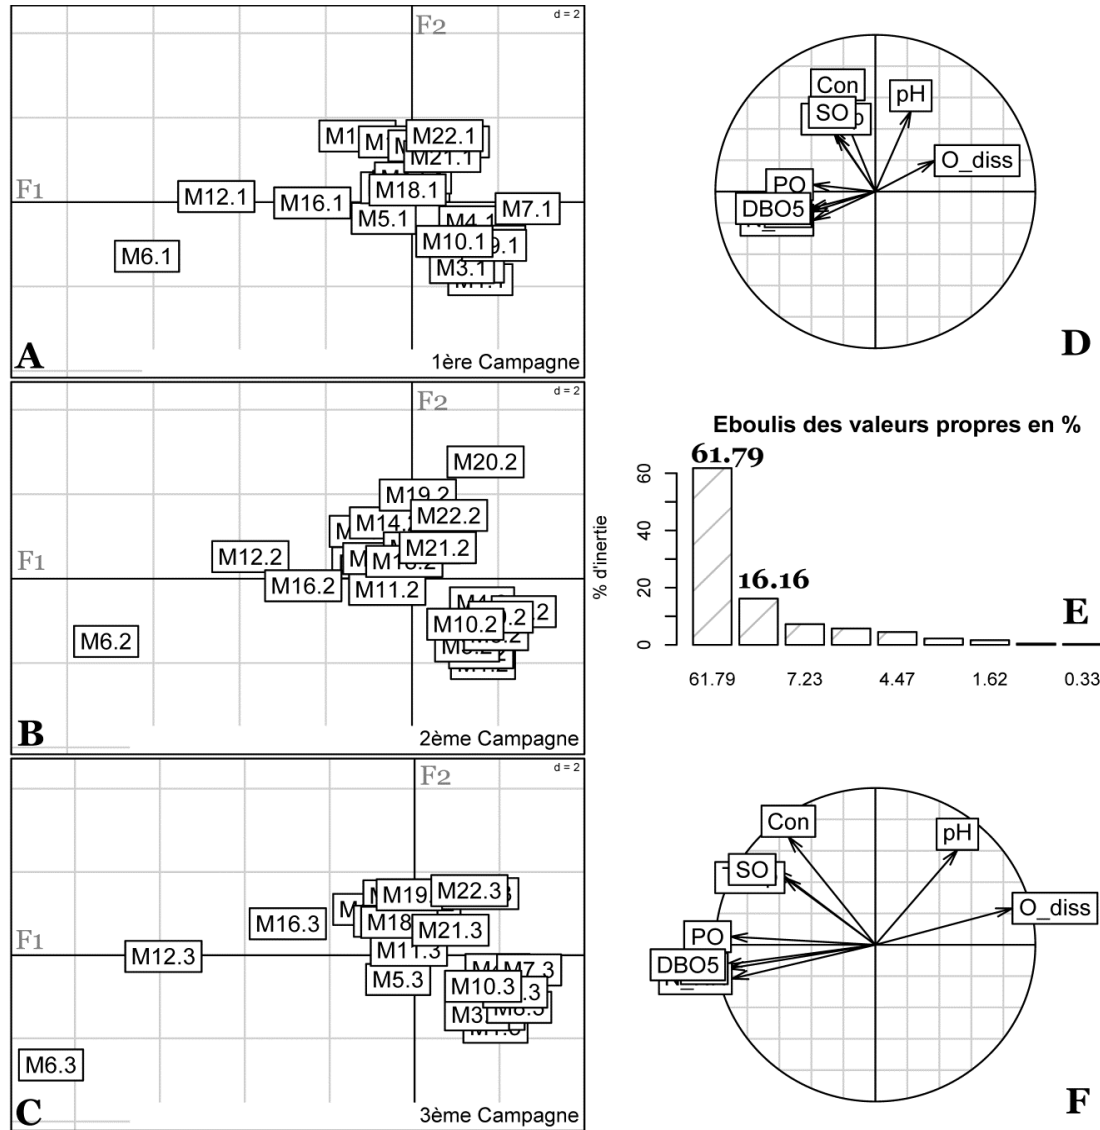 F2
d = 2
M22.1
M21.1
M18.1
F1
M12.1
M16.1
M7.1
M5.1
M4.1
M10.1
M6.1
M3.1
A
1ère Campagne
Con
pH
SO
O_diss
PO
DBO5
D
F2
d = 2
M20.2
M19.2
M22.2
M14.2
M21.2
F1
M12.2
M18.2
M16.2
M11.2
M10.2
M6.2
B
2ème Campagne
Eboulis des valeurs propres en %
61.79
16.16
% d'inertie
0
20
40
60
E
61.79
7.23
4.47
1.62
0.33
F2
d = 2
M22.3
M16.3
M21.3
F1
M11.3
M12.3
M7.3
M5.3
M10.3
M6.3
C
3ème Campagne
Con
pH
SO
O_diss
PO
DBO5
F